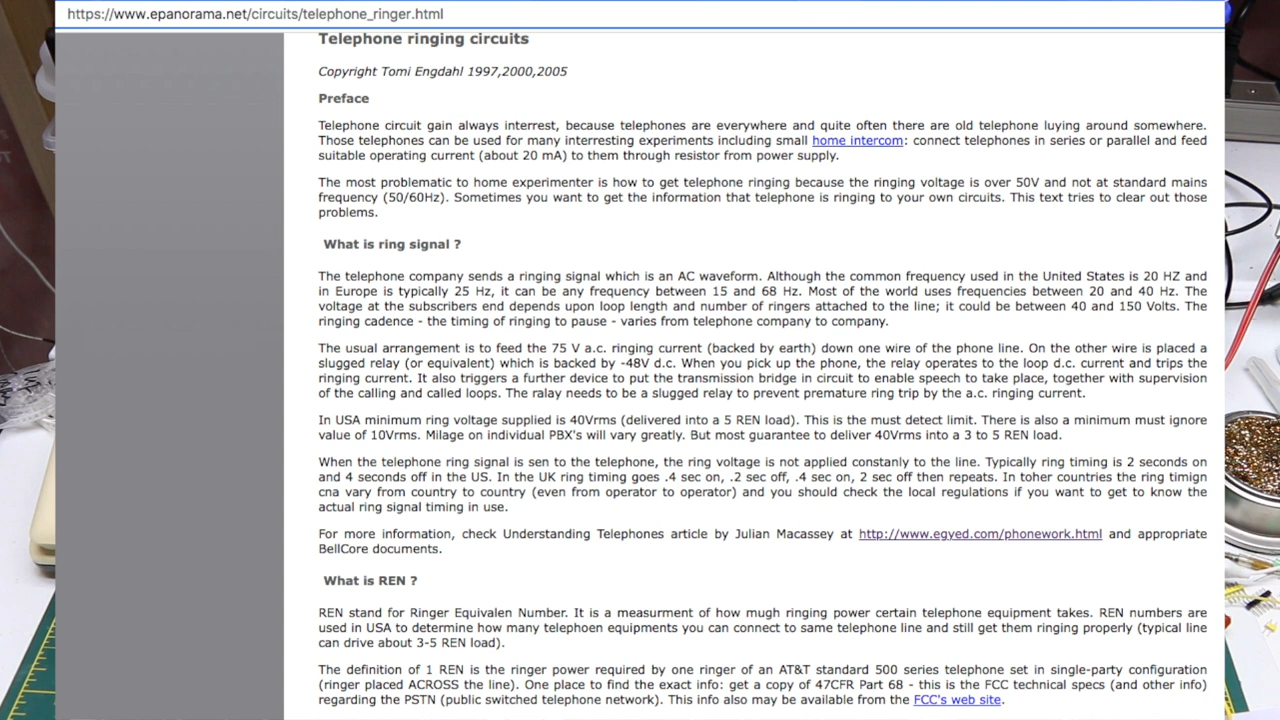 https://www.epanorama.net/circuits/telephone_ringer.html
Telephone ringing circuits
Copyright Tomi Engdahl 1997,2000,2005
Preface
Telephone circuit gain always interrest, because telephones are everywhere and quite often there are old telephone luying around somewhere.
Those telephones can be used for many interresting experiments including small home intercom: connect telephones in series or parallel and feed
suitable operating current (about 20 mA) to them through resistor from power supply.
The most problematic to home experimenter is how to get telephone ringing because the ringing voltage is over 50V and not at standard mains
frequency (50/60Hz). Sometimes you want to get the information that telephone is ringing to your own circuits. This text tries to clear out those
problems.
What is ring signal ?
The telephone company sends a ringing signal which is an AC waveform. Although the common frequency used in the United States is 20 HZ and
in Europe is typically 25 Hz, it can be any frequency between 15 and 68 Hz. Most of the world uses frequencies between 20 and 40 Hz. The
voltage at the subscribers end depends upon loop length and number of ringers attached to the line; it could be between 40 and 150 Volts. The
ringing cadence - the timing of ringing to pause - varies from telephone company to company.
The usual arrangement is to feed the 75 V a.c. ringing current (backed by earth) down one wire of the phone line. On the other wire is placed a
slugged relay (or equivalent) which is backed by -48V d.c. When you pick up the phone, the relay operates to the loop d.c. current and trips the
ringing current. It also triggers a further device to put the transmission bridge in circuit to enable speech to take place, together with supervision
of the calling and called loops. The ralay needs to be a slugged relay to prevent premature ring trip by the a.c. ringing current.
In USA minimum ring voltage supplied is 40Vrms (delivered into a 5 REN load). This is the must detect limit. There is also a minimum must ignore
value of 10Vrms. Milage on individual PBX's will vary greatly. But most guarantee to deliver 40Vrms into a 3 to 5 REN load.
When the telephone ring signal is sen to the telephone, the ring voltage is not applied constanly to the line. Typically ring timing is 2 seconds on
and 4 seconds off in the US. In the UK ring timing goes .4 sec on, .2 sec off, .4 sec on, 2 sec off then repeats. In toher countries the ring timign
cna vary from country to country (even from operator to operator) and you should check the local regulations if you want to get to know the
actual ring signal timing in use.
For more information, check Understanding Telephones article by Julian Macassey at http://www.egyed.com/phonework.html and appropriate
BellCore documents.
What is REN ?
REN stand for Ringer Equivalen Number. It is a measurment of how mugh ringing power certain telephone equipment takes. REN numbers are
used in USA to determine how many telephoen equipments you can connect to same telephone line and still get them ringing properly (typical line
can drive about 3-5 REN load).
The definition of 1 REN is the ringer power required by one ringer of an AT&T standard 500 series telephone set in single-party configuration
(ringer placed ACROSS the line). One place to find the exact info: get a copy of 47CFR Part 68 - this is the FCC technical specs (and other info)
regarding the PSTN (public switched telephone network). This info also may be available from the FCC's web site.